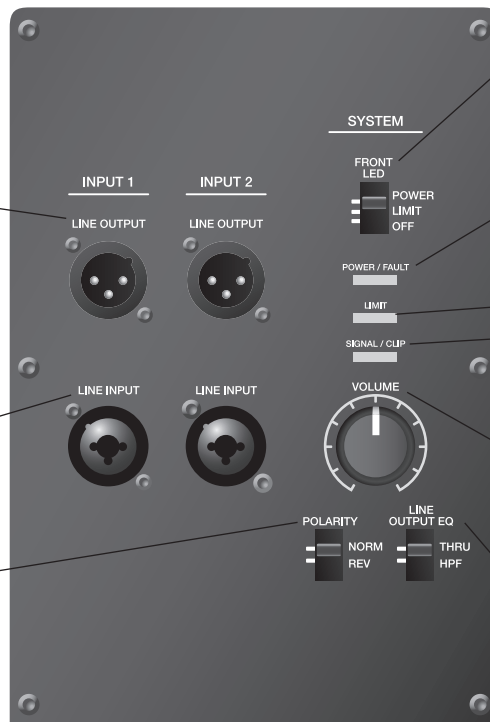 SYSTEM
FRONT
LED
POWER
LIMIT
OFF
INPUT 1
INPUT 2
LINE OUTPUT
LINE OUTPUT
POWER / FAULT
LIMIT
SIGNAL / CLIP
LINE INPUT
LINE INPUT
VOLUME
POLARITY
NORM
REV
LINE
OUTPUT EQ
THRU
HPF